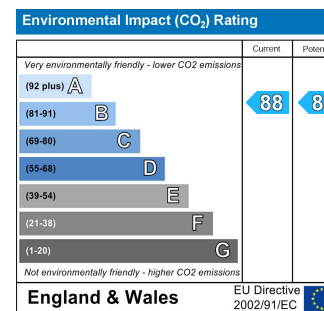 Environmental Impact (CO₂) Rating
Current
Very environmentally friendly - lower CO2 emissions
(92 plus) A
(81-91) B
88
(69-80) C
(55-68) D
(39-54) E
(21-38) F
(1-20) G
Not environmentally friendly - higher CO2 emissions
England & Wales
EU Directive
2002/91/EC